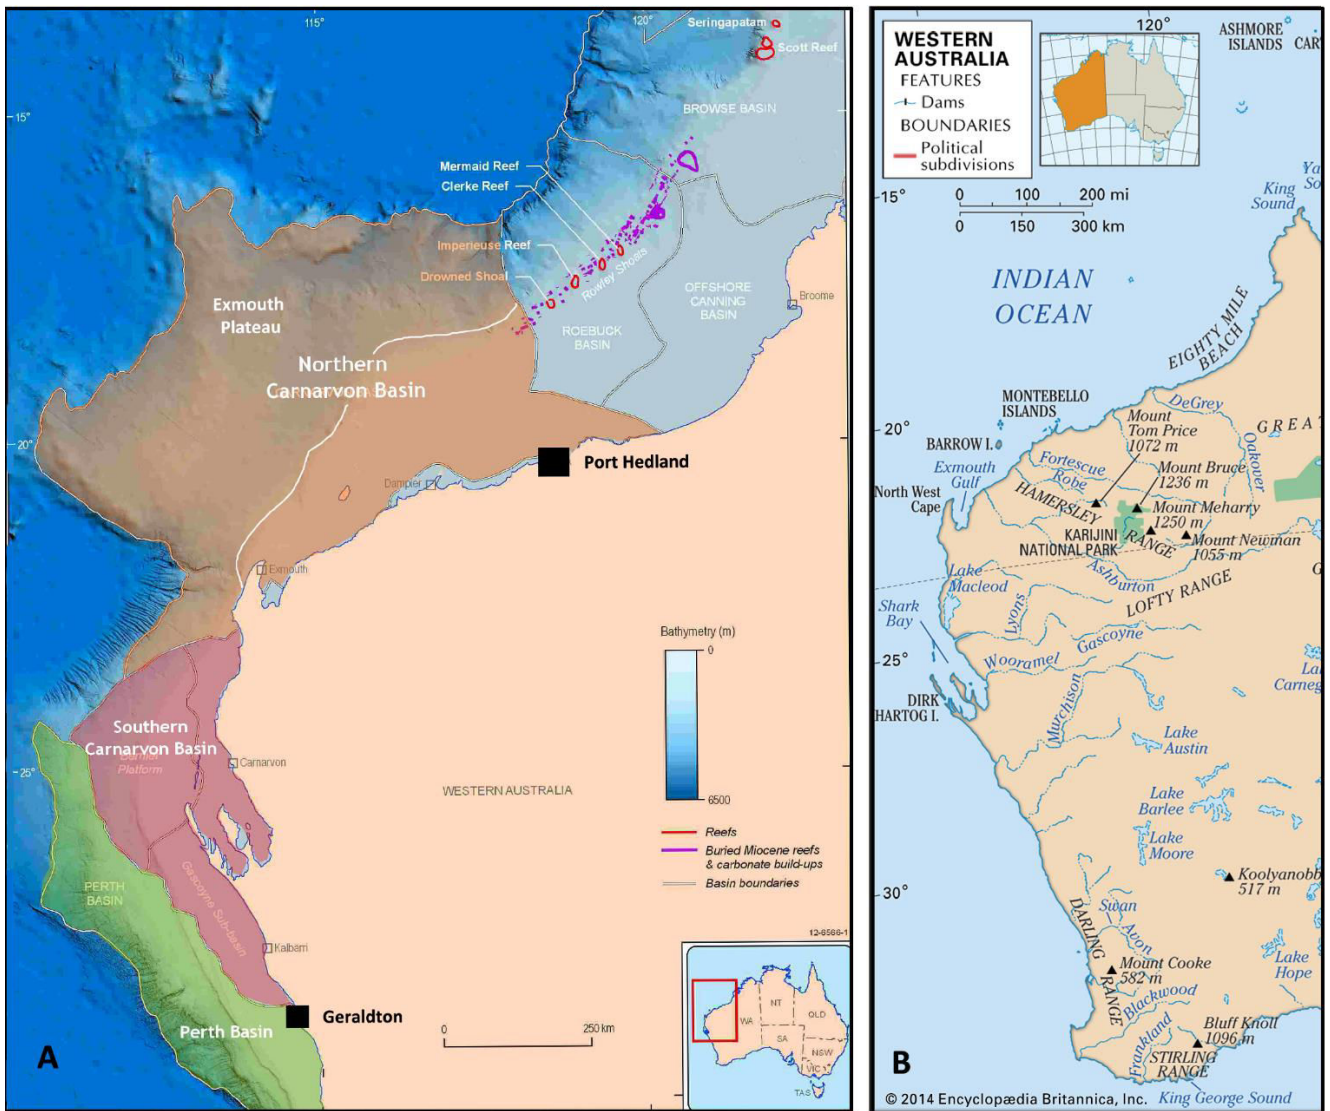 115°
120°
Seringapatam
Scott Reef
15°
BROWSE BASIN
Mermaid Reef
Clerke Reef
Imperieuse Reef
Drowned Shoal
Rowley Shoals
OFFSHORE
CANNING
BASIN
Broome
ROEBUCK
BASIN
Exmouth
Plateau
Northern
Carnarvon Basin
20°
Port Hedland
Dampier
Exmouth
Bathymetry (m)
0
6500
Southern
Carnarvon Basin
Platform
25°
Carnarvon
WESTERN AUSTRALIA
Reefs
Buried Miocene reefs
& carbonate build-ups
Basin boundaries
PERTH
BASIN
Gascoyne Sub-basin
Kalbarri
12-6566-1
Geraldton
Perth Basin
0
250 km
NT
WA
QLD
SA
NSW
VIC
TAS
A
WESTERN
AUSTRALIA
FEATURES
Dams
BOUNDARIES
Political
subdivisions
120°
ASHMORE
ISLANDS
CAR
0 100 200 mi
0 150 300 km
15°
King
Sound
Ya
So
INDIAN
OCEAN
EIGHTY MILE
BEACH
MONTEBELLO
ISLANDS
DeGrey
Mount
Tom Price
1072 m
GREAT
20°
BARROW I.
Exmouth
Gulf
Fortescue
Robe
Oakover
Mount Bruce
1236 m
North West
Cape
HAMERSLEY
RANGE
Mount Meharry
1250 m
KARIJINI
NATIONAL PARK
Mount Newman
1055 m
Lake
Macleod
Ashburton
G
LOFTY RANGE
Shark
Bay
Lyons
Gascoyne
25°
Wooramel
Lal
Carneg
DIRK
HARTOG I.
Murchison
Lake
Austin
Lake
Barlee
Lake
Moore
Koolyanobb
517 m
30°
DARLING
RANGE
Swan
Avon
Mount Cooke
582 m
Lake
Hope
Blackwood
Bluff Knoll
1096 m
Frankland
STIRLING
RANGE
B
© 2014 Encyclopædia Britannica, Inc.
King George Sound